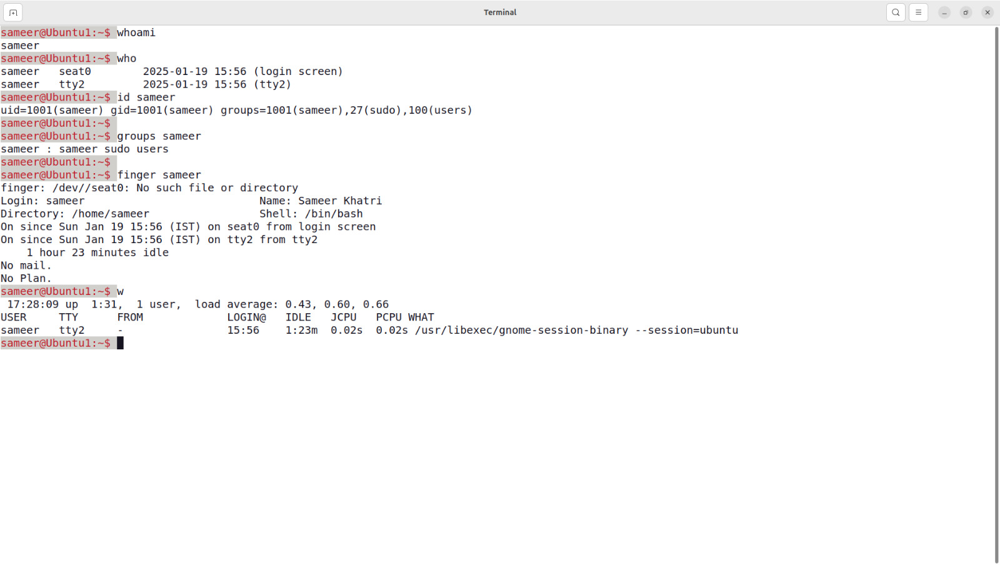 Terminal
sameer@Ubuntu1:~$ whoami
sameer
sameer@Ubuntu1:~$ who
sameer   seat0        2025-01-19 15:56 (login screen)
sameer   tty2         2025-01-19 15:56 (tty2)
sameer@Ubuntu1:~$ id sameer
uid=1001(sameer) gid=1001(sameer) groups=1001(sameer),27(sudo),100(users)
sameer@Ubuntu1:~$
sameer@Ubuntu1:~$ groups sameer
sameer : sameer sudo users
sameer@Ubuntu1:~$
sameer@Ubuntu1:~$ finger sameer
finger: /dev//seat0: No such file or directory
Login: sameer                           Name: Sameer Khatri
Directory: /home/sameer                 Shell: /bin/bash
On since Sun Jan 19 15:56 (IST) on seat0 from login screen
On since Sun Jan 19 15:56 (IST) on tty2 from tty2
    1 hour 23 minutes idle
No mail.
No Plan.
sameer@Ubuntu1:~$ w
 17:28:09 up  1:31,  1 user,  load average: 0.43, 0.60, 0.66
USER     TTY      FROM             LOGIN@   IDLE   JCPU   PCPU WHAT
sameer   tty2     -                15:56    1:23m  0.02s  0.02s /usr/libexec/gnome-session-binary --session=ubuntu
sameer@Ubuntu1:~$